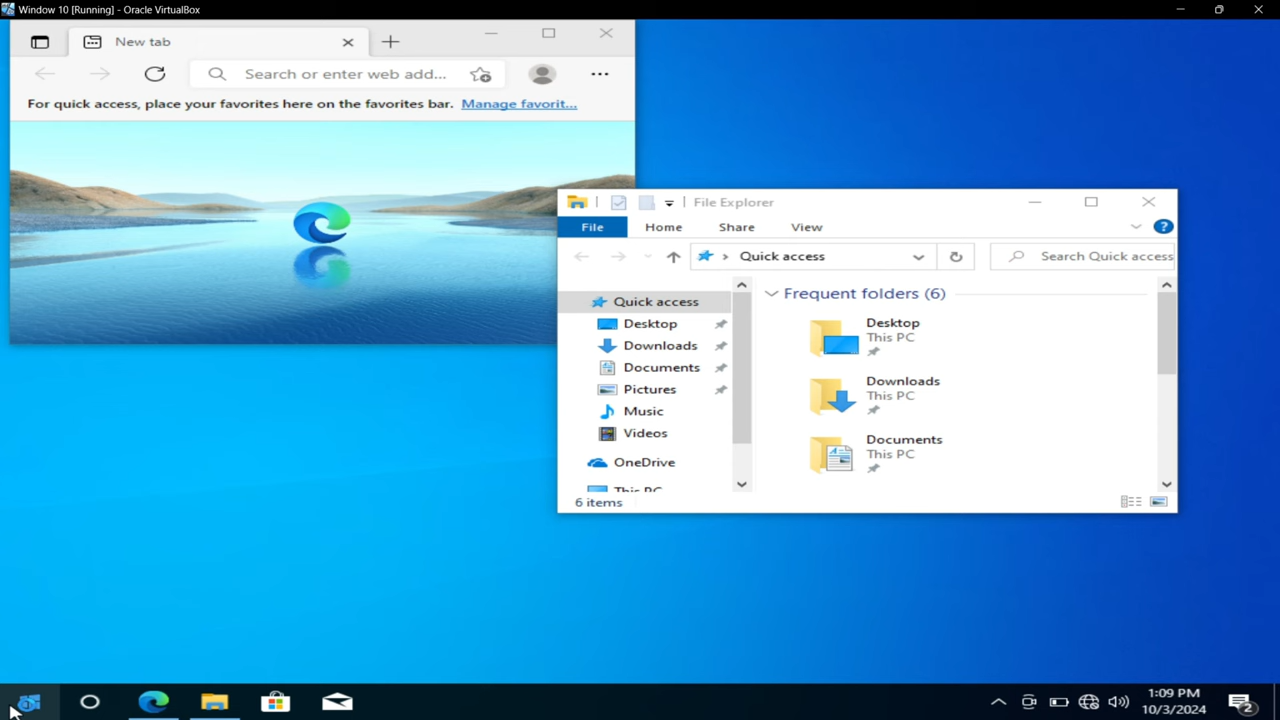 Window 10 [Running] - Oracle VirtualBox
New tab
Search or enter web add...
For quick access, place your favorites here on the favorites bar. Manage favorit...
File Explorer
File Home Share View
?
Quick access
Search Quick access
Quick access
Desktop
Downloads
Documents
Pictures
Music
Videos
OneDrive
This PC
Frequent folders (6)
Desktop
This PC
Downloads
This PC
Documents
This PC
6 items
1:09 PM
10/3/2024
2